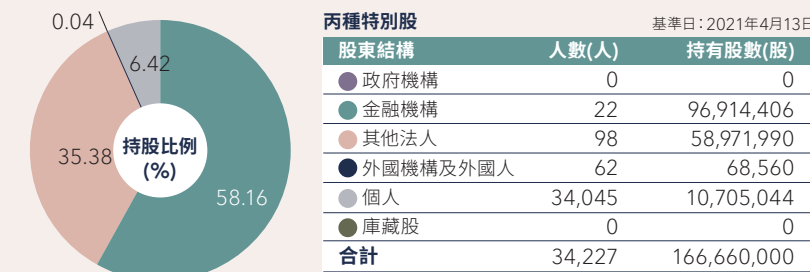 0.04
6.42
35.38
持股比例
(%)
58.16
丙種特別股
基準日：2021年4月13日
股東結構 人數(人) 持有股數(股)
政府機構 0 0
金融機構 22 96,914,406
其他法人 98 58,971,990
外國機構及外國人 62 68,560
個人 34,045 10,705,044
庫藏股 0 0
合計 34,227 166,660,000